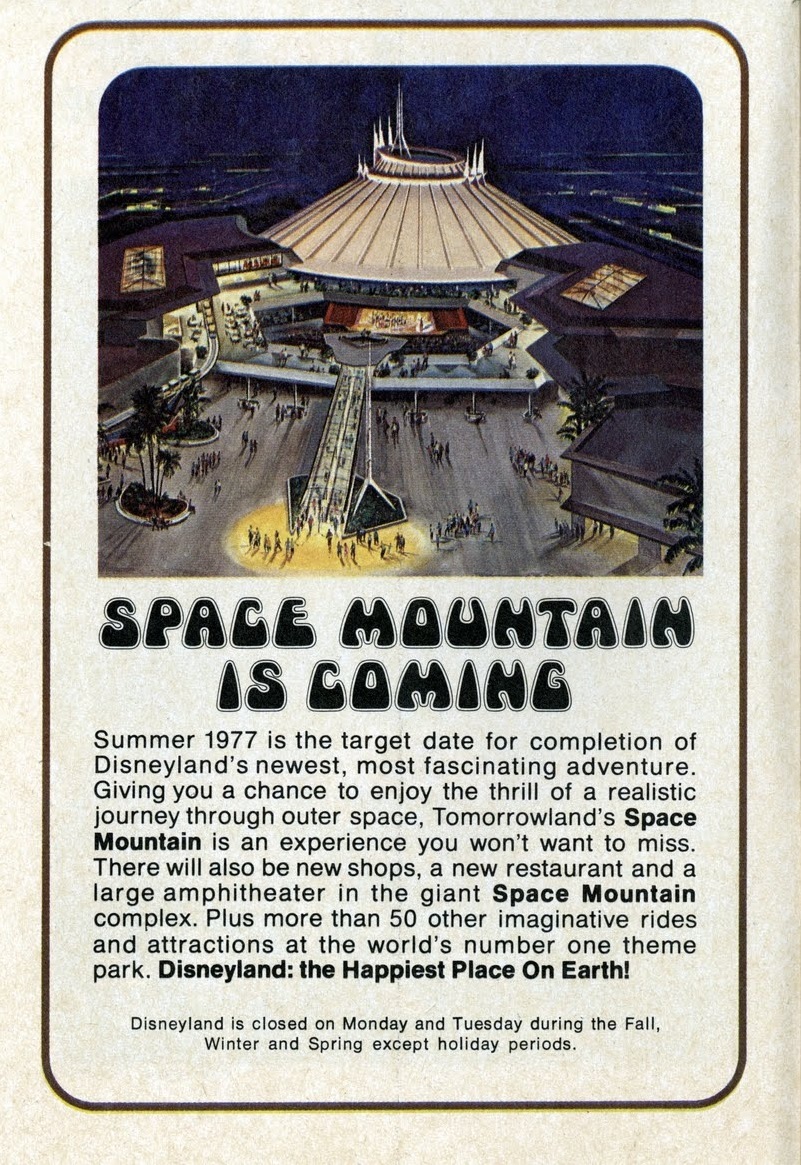 SPACE MOUNTAIN
IS COMING
Summer 1977 is the target date for completion of
Disneyland's newest, most fascinating adventure.
Giving you a chance to enjoy the thrill of a realistic
journey through outer space, Tomorrowland's Space
Mountain is an experience you won't want to miss.
There will also be new shops, a new restaurant and a
large amphitheater in the giant Space Mountain
complex. Plus more than 50 other imaginative rides
and attractions at the world's number one theme
park. Disneyland: the Happiest Place On Earth!
Disneyland is closed on Monday and Tuesday during the Fall,
Winter and Spring except holiday periods.